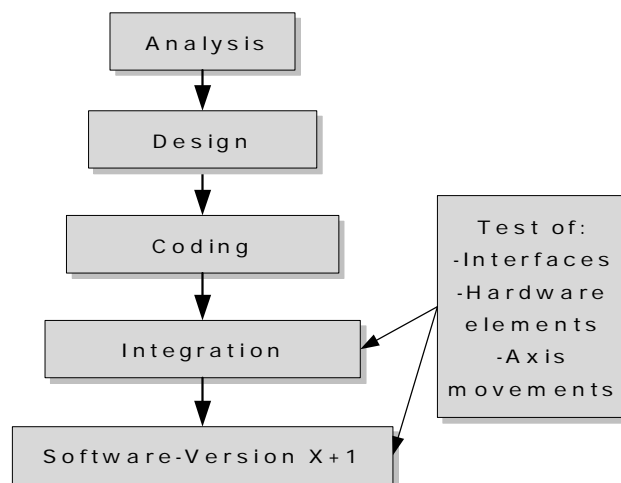 Analysis
Design
Coding
Integration
Software-Version X+1
Test of:
-Interfaces
-Hardware
elements
-Axis
movements